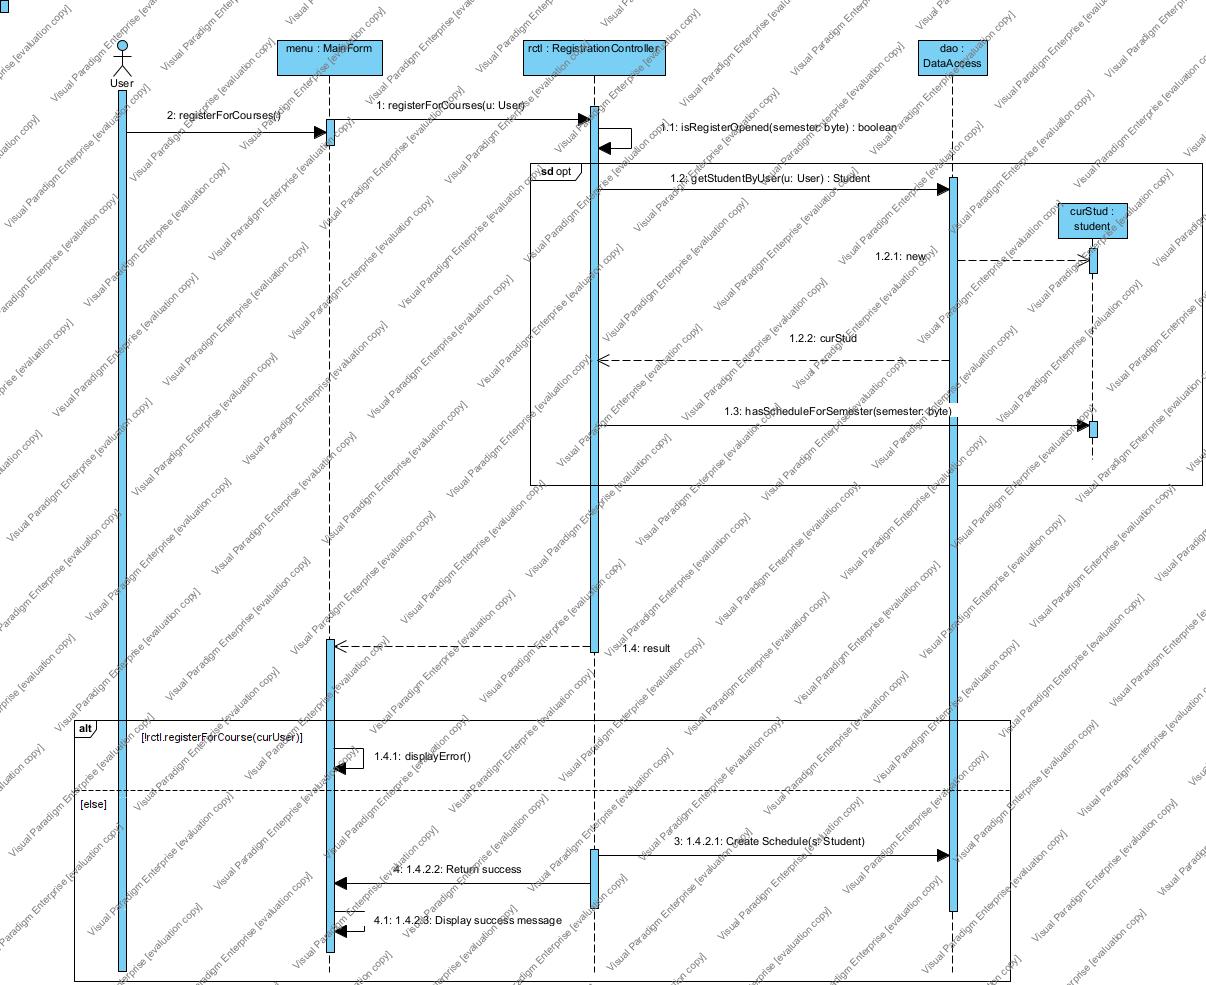 menu : MainForm
rctl : RegistrationController
dao :
DataAccess
User
2: registerForCourses()
1: registerForCourses(u: User)
1.1: isRegisterOpened(semester: byte) : boolean
sd opt
1.2: getStudentByUser(u: User) : Student
curStud :
student
1.2.1: new
1.2.2: curStud
1.3: hasScheduleForSemester(semester: byte)
1.4: result
alt
[!rctl.registerForCourse(curUser)]
1.4.1: displayError()
[else]
3: 1.4.2.1: Create Schedule(s: Student)
4: 1.4.2.2: Return success
4.1: 1.4.2.3: Display success message
Visual Paradigm Enterprise [evaluation copy]